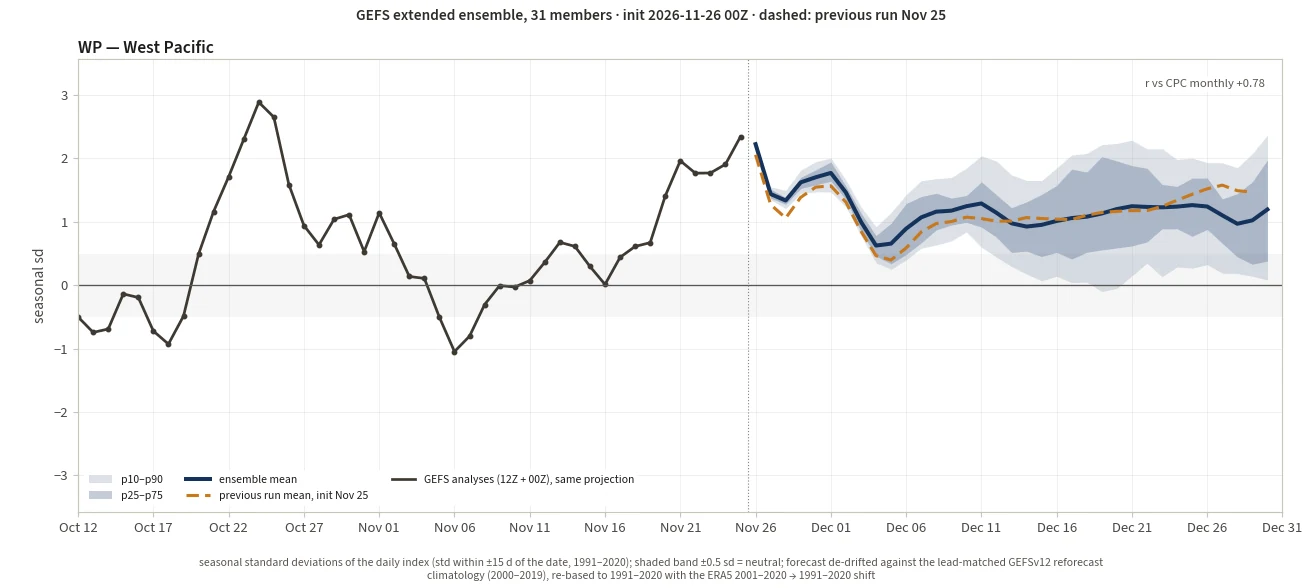 GEFS extended ensemble, 31 members · init 2026-11-26 00Z · dashed: previous run Nov 25
WP — West Pacific
r vs CPC monthly +0.78
seasonal sd
3
2
1
0
−1
−2
−3
p10–p90
p25–p75
ensemble mean
previous run mean, init Nov 25
GEFS analyses (12Z + 00Z), same projection
Oct 12 Oct 17 Oct 22 Oct 27 Nov 01 Nov 06 Nov 11 Nov 16 Nov 21 Nov 26 Dec 01 Dec 06 Dec 11 Dec 16 Dec 21 Dec 26 Dec 31
seasonal standard deviations of the daily index (std within ±15 d of the date, 1991–2020); shaded band ±0.5 sd = neutral; forecast de-drifted against the lead-matched GEFSv12 reforecast
climatology (2000–2019), re-based to 1991–2020 with the ERA5 2001–2020 → 1991–2020 shift